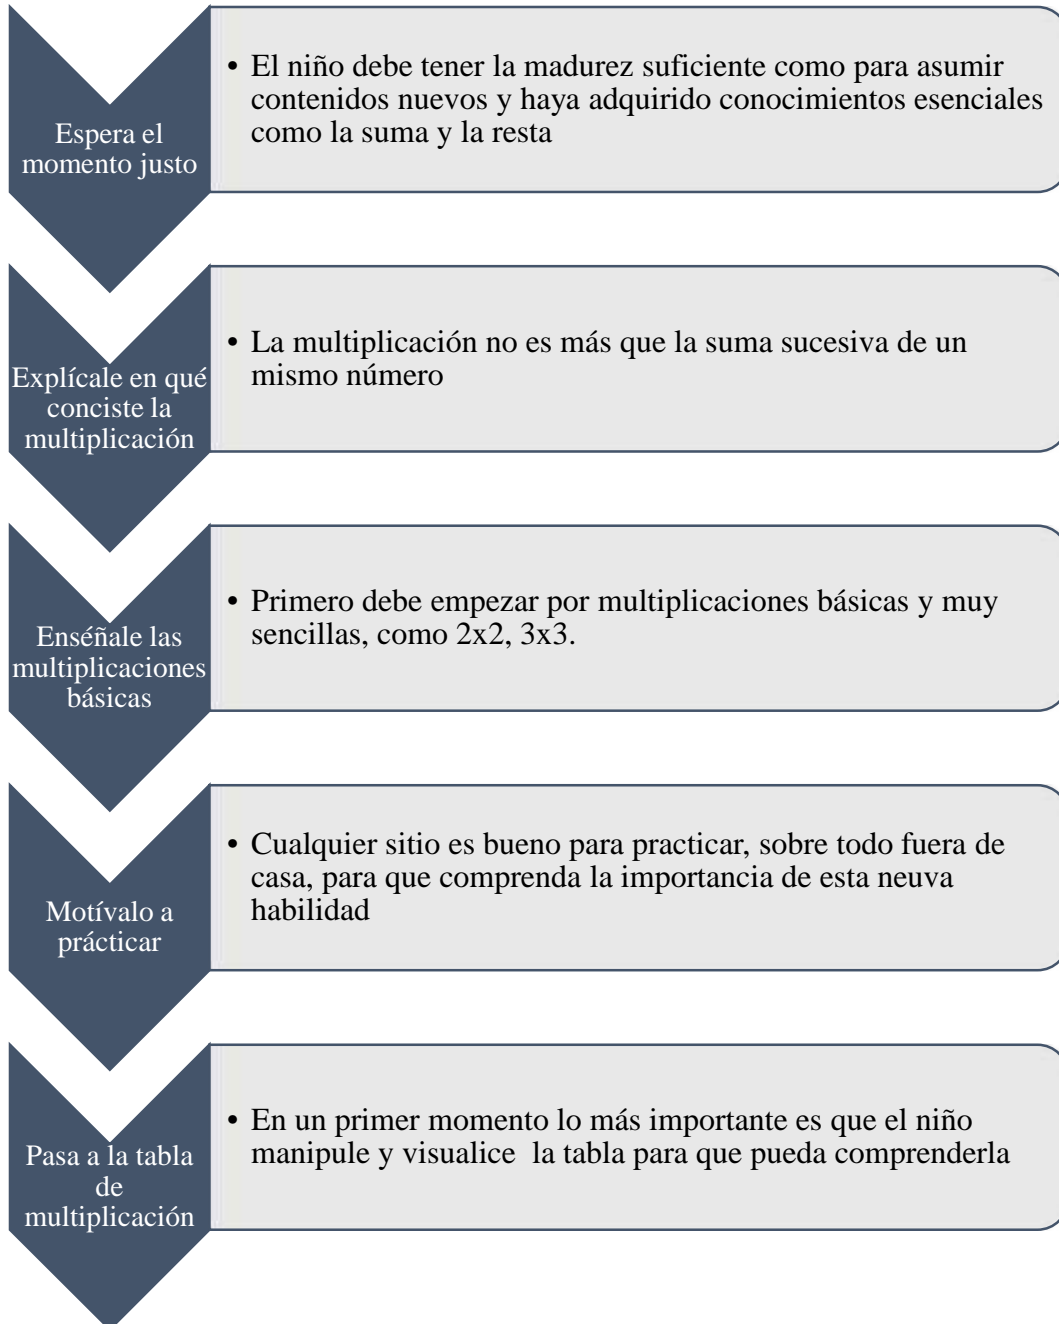 Espera el
momento justo
• El niño debe tener la madurez suficiente como para asumir
contenidos nuevos y haya adquirido conocimientos esenciales
como la suma y la resta
Explícale en qué
conciste la
multiplicación
• La multiplicación no es más que la suma sucesiva de un
mismo número
Enséñale las
multiplicaciones
básicas
• Primero debe empezar por multiplicaciones básicas y muy
sencillas, como 2x2, 3x3.
Motívalo a
prácticar
• Cualquier sitio es bueno para practicar, sobre todo fuera de
casa, para que comprenda la importancia de esta neuva
habilidad
Pasa a la tabla
de
multiplicación
• En un primer momento lo más importante es que el niño
manipule y visualice  la tabla para que pueda comprenderla